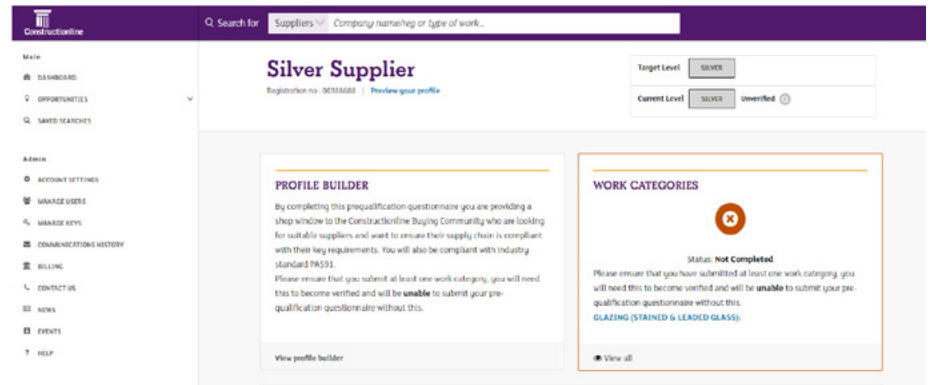 Constructionline
Search for Suppliers Company name/reg or type of work...
Main
DASHBOARD
OPPORTUNITIES
SAVED SEARCHES
Admin
ACCOUNT SETTINGS
MANAGE USERS
MANAGE KEYS
COMMUNICATIONS HISTORY
BILLING
CONTACT US
NEWS
EVENTS
? HELP
Silver Supplier
Registration no: 00388688 | Preview your profile
Target Level SILVER
Current Level SILVER Unverified
PROFILE BUILDER
By completing this prequalification questionnaire you are providing a
shop window to the Constructionline Buying Community who are looking
for suitable suppliers and want to ensure their supply chain is compliant
with their key requirements. You will also be compliant with industry
standard PAS91.
Please ensure that you submit at least one work category, you will need
this to become verified and will be unable to submit your pre-
qualification questionnaire without this.
View profile builder
WORK CATEGORIES
Status: Not Completed
Please ensure that you have submitted at least one work category, you
will need this to become verified and will be unable to submit your pre-
qualification questionnaire without this.
GLAZING (STAINED & LEADED GLASS):
View all